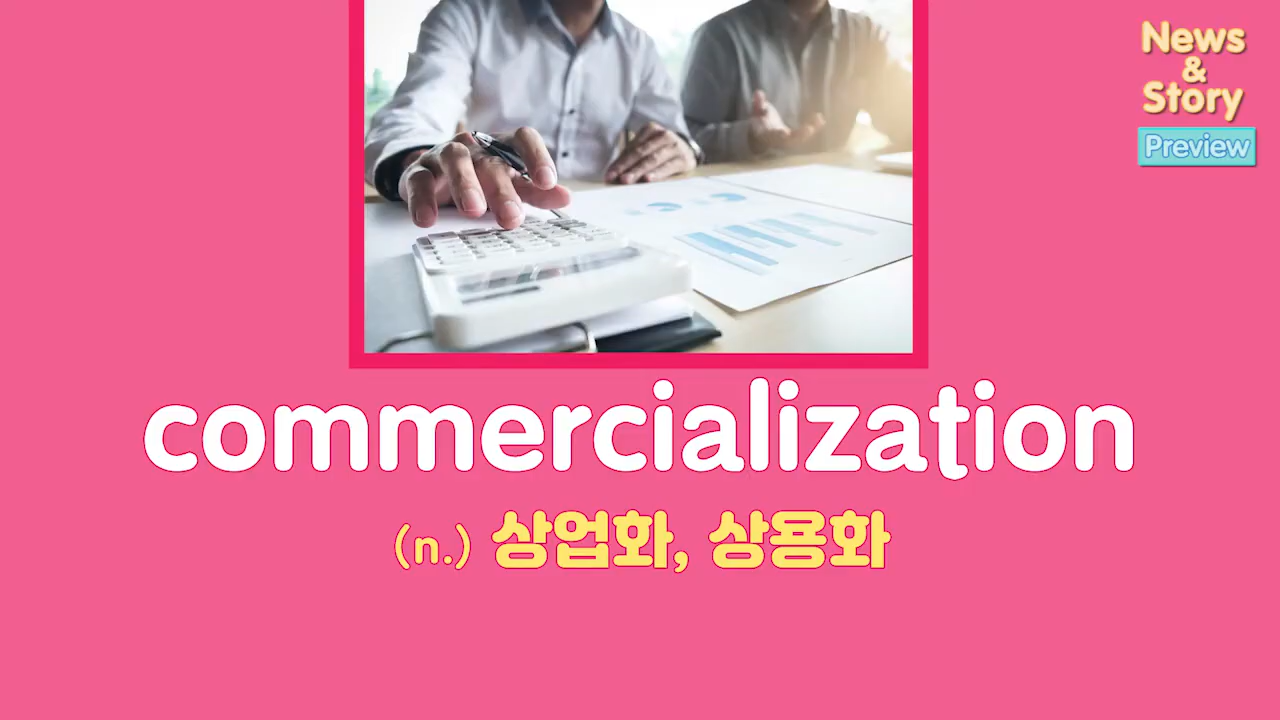 News
&
Story
Preview
commercialization
(n.) 상업화, 상용화